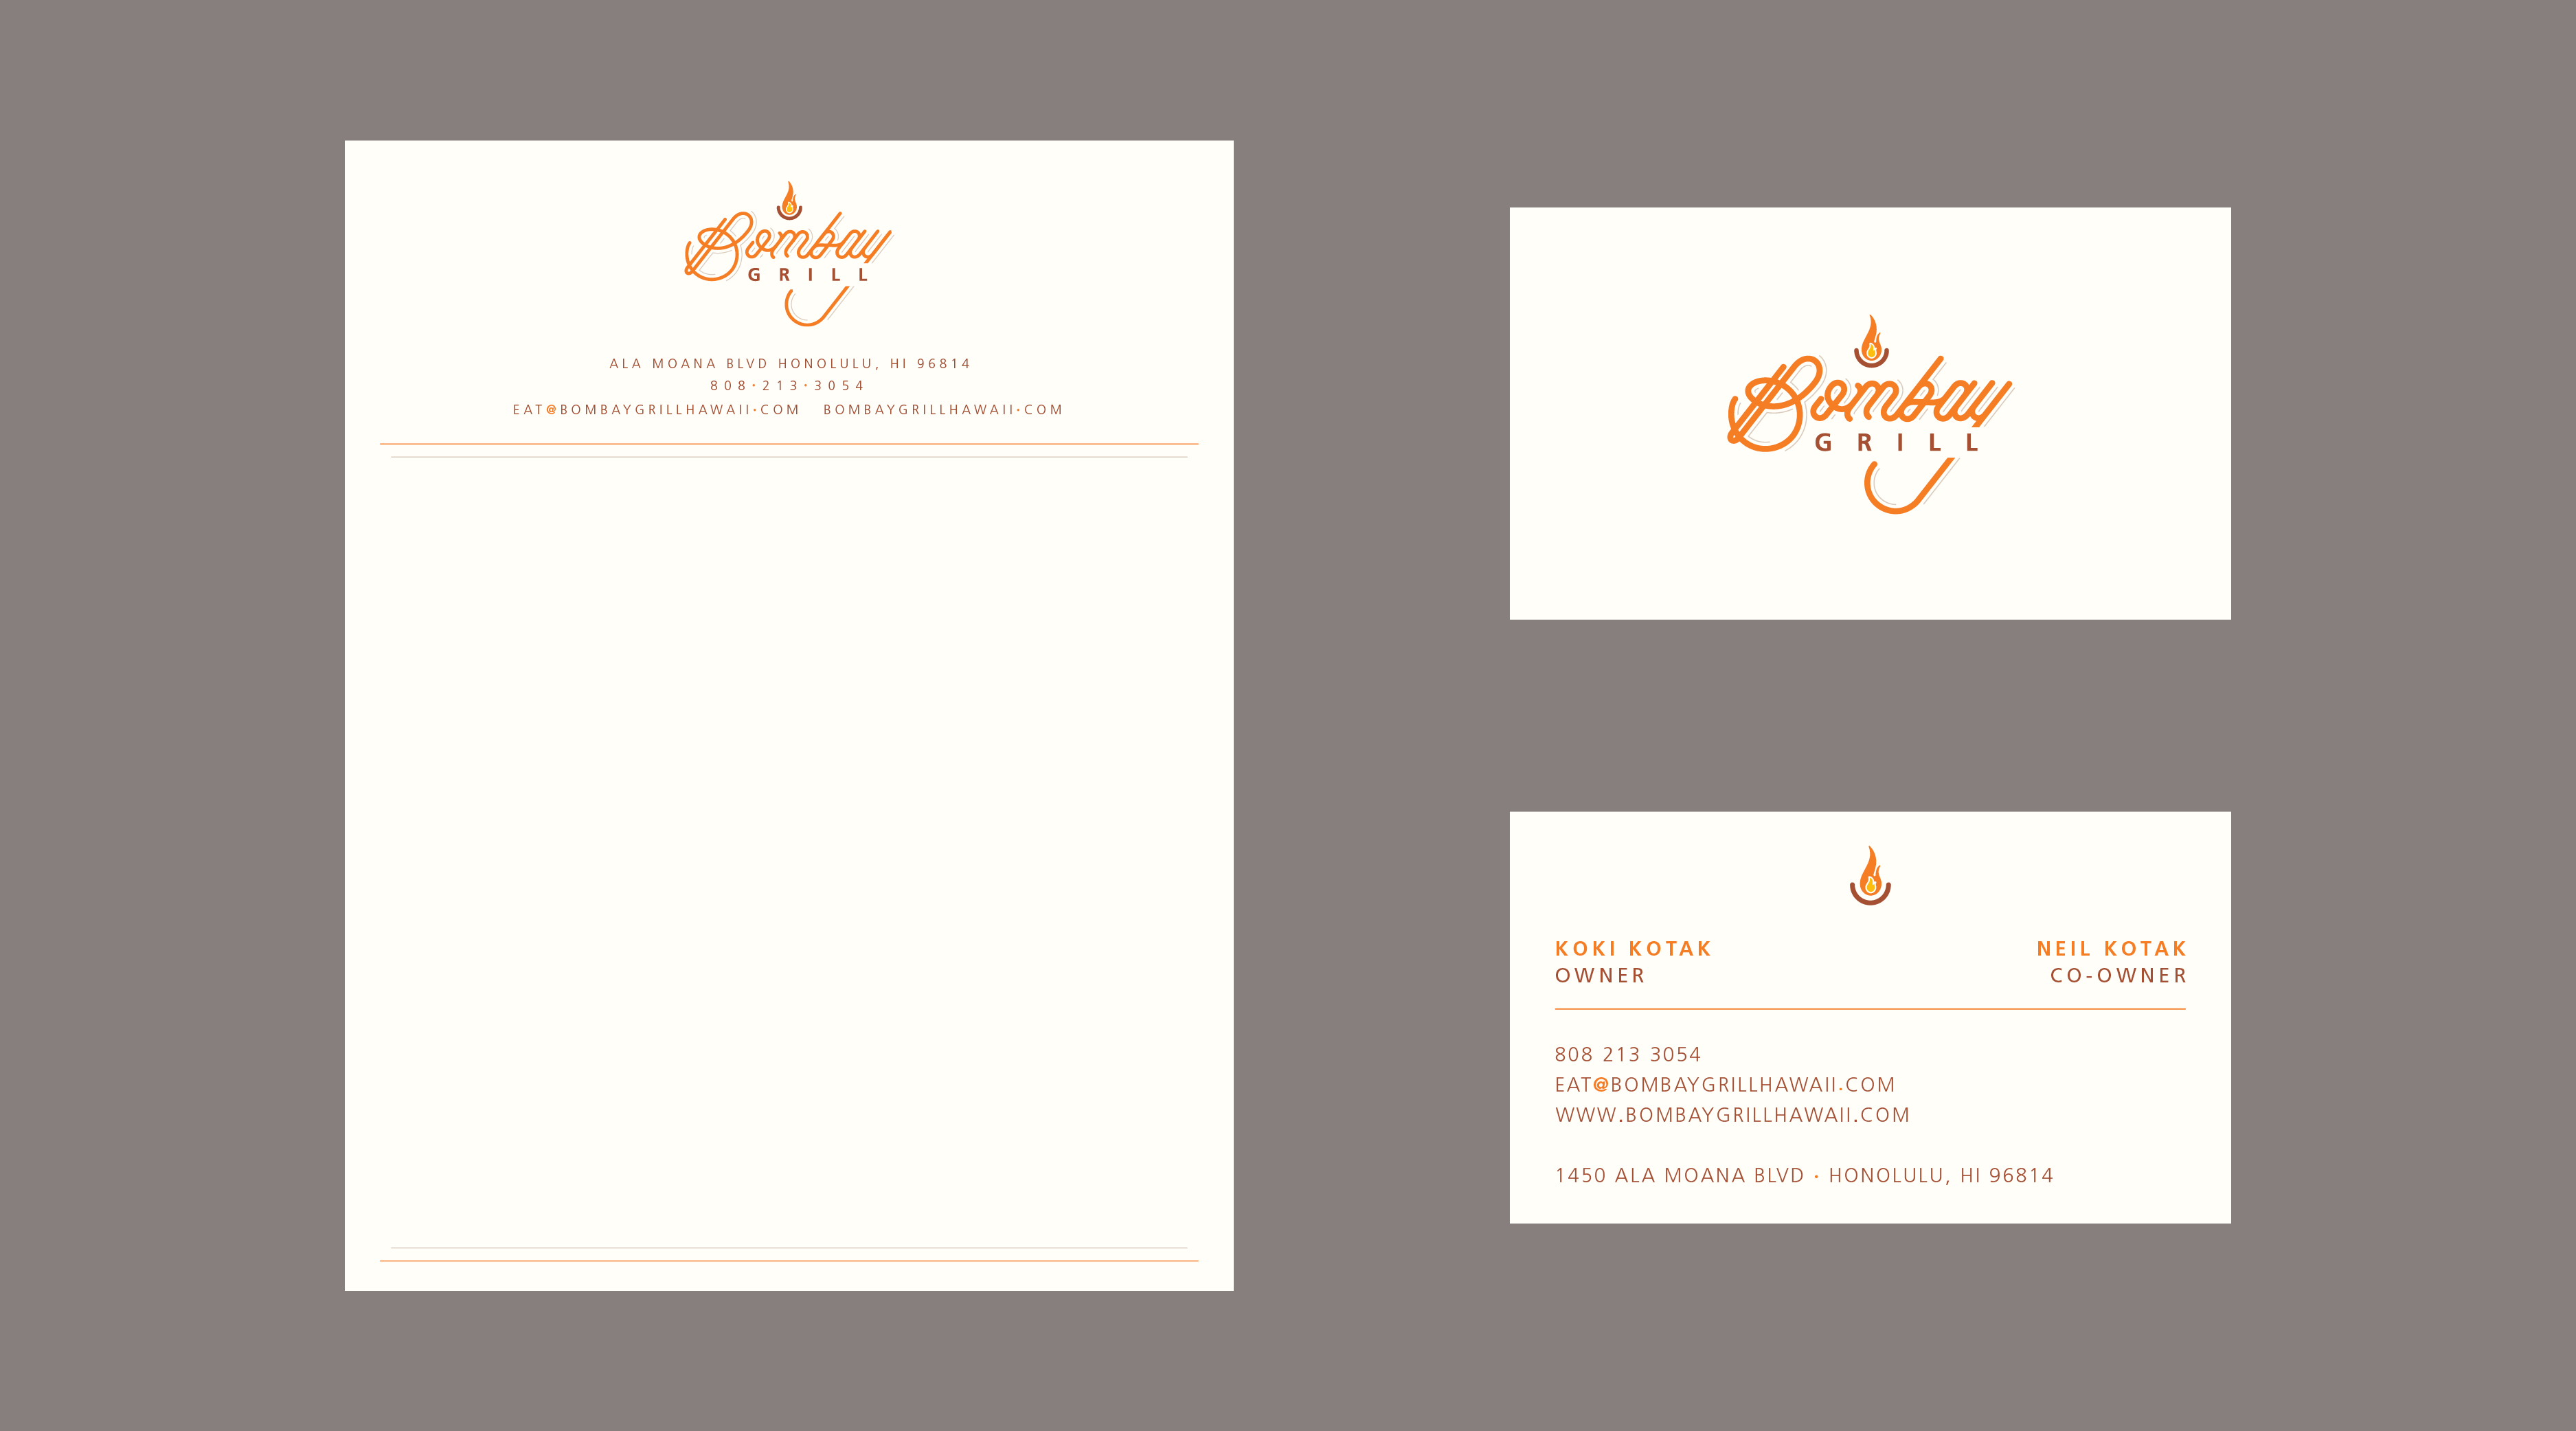 Bombay
GRILL
ALA MOANA BLVD HONOLULU, HI 96814
808·213·3054
EAT@BOMBAYGRILLHAWAII·COM BOMBAYGRILLHAWAII·COM
Bombay
GRILL
KOKI KOTAK
OWNER
NEIL KOTAK
CO-OWNER
808 213 3054
EAT@BOMBAYGRILLHAWAII·COM
WWW.BOMBAYGRILLHAWAII.COM
1450 ALA MOANA BLVD · HONOLULU, HI 96814